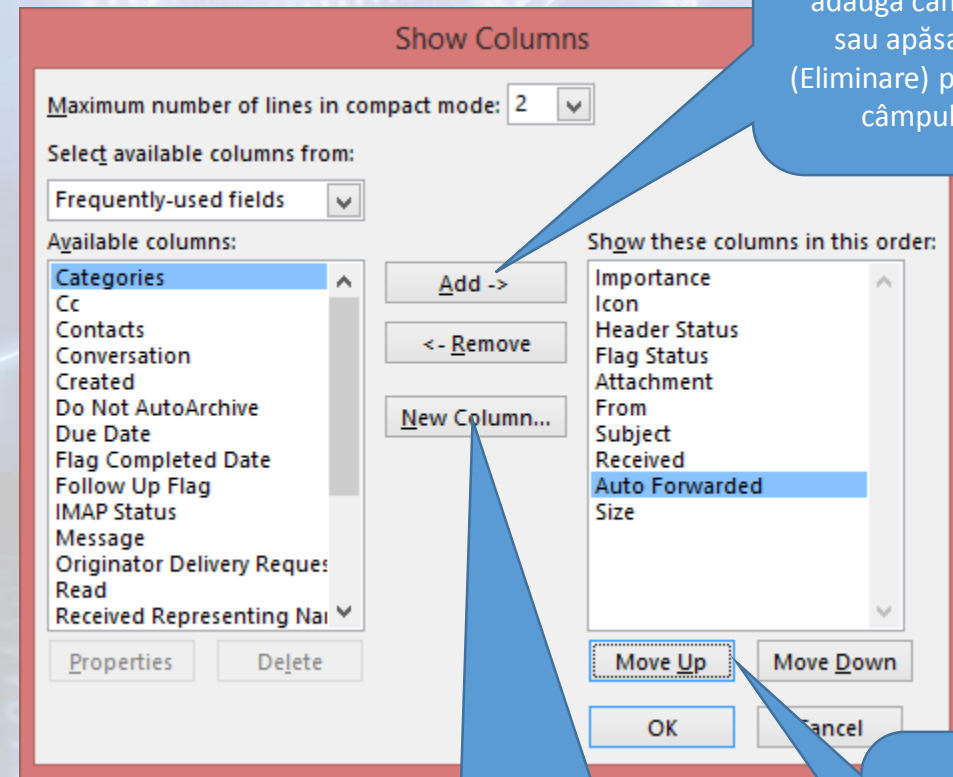 adaugă
sau
(Eliminare)
câmpul
Show Columns
Maximum number of lines in compact mode: 2
Select available columns from:
Frequently-used fields
Available columns:
Categories
Cc
Contacts
Conversation
Created
Do Not AutoArchive
Due Date
Flag Completed Date
Follow Up Flag
IMAP Status
Message
Originator Delivery
Read
Received Representing
Properties
Delete
Add ->
<- Remove
New Column...
Show these columns in this order:
Importance
Icon
Header Status
Flag Status
Attachment
From
Subject
Received
Auto Forwarded
Size
Move Up
Move Down
OK
Cancel